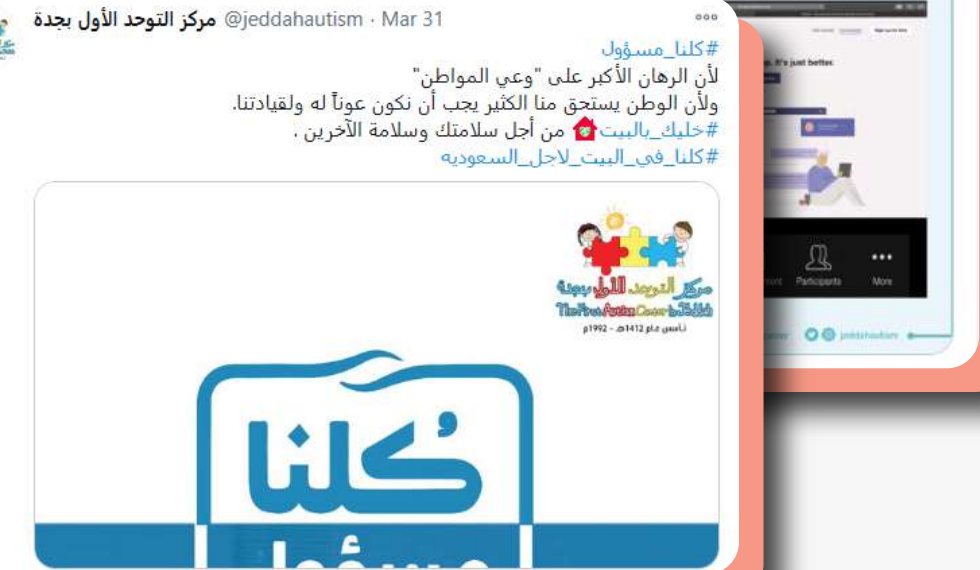 مركز التوحد الأول بجدة @jeddahautism · Mar 31
#كلنا_مسؤول
لأن الرهان الأكبر على "وعي المواطن"
ولأن الوطن يستحق منا الكثير يجب أن نكون عوناً له ولقيادتنا.
#خليك_بالبيت من أجل سلامتك وسلامة الآخرين .
#كلنا_في_البيت_لاجل_السعوديه
مركز التوحد الأول بجدة
The First Autism Center In Jeddah
تأسس عام 1412هـ - 1992م
كُلنا
مسؤول
It's just better.
Participants
More
jeddahautism